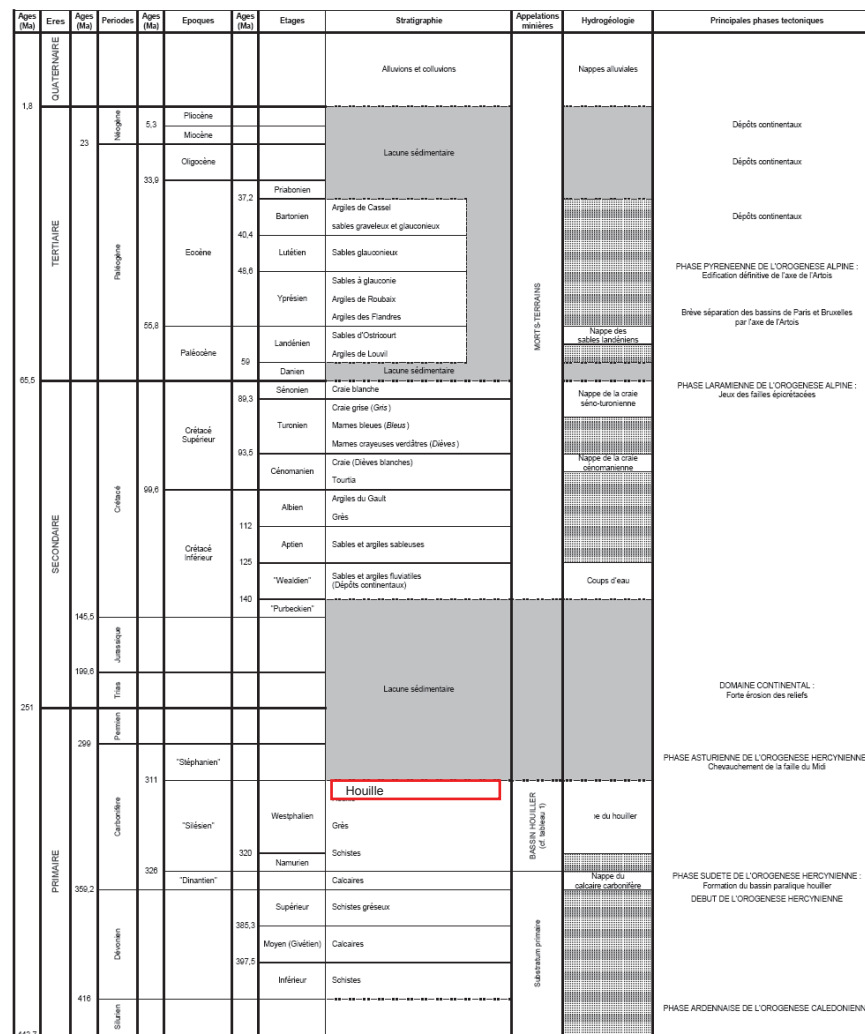 Ages (Ma) Eres Ages (Ma) Periodes Ages (Ma) Epoques Ages (Ma) Etages Stratigraphie Appelations minières Hydrogéologie Principales phases tectoniques
QUATERNAIRE Alluvions et colluvions Nappes alluviales
1,8
TERTIAIRE
Néogène 5,3 Pliocène Dépôts continentaux
Miocène
23
Lacune sédimentaire
Oligocène Dépôts continentaux
33,9
Priabonien
37,2
Paléogène Eocène Bartonien Argiles de Cassel Dépôts continentaux
sables graveleux et glauconieux
40,4
Lutétien Sables glauconieux
48,6
PHASE PYRENEENNE DE L'OROGENESE ALPINE :
Edification définitive de l'axe de l'Artois
Yprésien Sables à glauconie
Argiles de Roubaix
Argiles des Flandres
Brève séparation des bassins de Paris et Bruxelles
par l'axe de l'Artois
55,8
MORTS-TERRAINS
Paléocène Landénien Sables d'Ostricourt Nappe des
sables landéniens
Argiles de Louvil
59
Danien Lacune sédimentaire
65,5
SECONDAIRE
Crétacé
Crétacé
Supérieur
Sénonien Craie blanche Nappe de la craie
séno-turonienne
PHASE LARAMIENNE DE L'OROGENESE ALPINE :
Jeux des failles épicrétacées
89,3
Turonien Craie grise (Gris)
Marnes bleues (Bleus)
Marnes crayeuses verdâtres (Dièves)
93,5
Cénomanien Craie (Dièves blanches) Nappe de la craie
cénomanienne
Tourtia
99,6
Crétacé
Inférieur
Albien Argiles du Gault
Grès
112
Aptien Sables et argiles sableuses
125
"Wealdien" Sables et argiles fluviatiles
(Dépôts continentaux)
Coups d'eau
140
"Purbeckien"
145,5
Jurassique
199,6
Trias Lacune sédimentaire DOMAINE CONTINENTAL :
Forte érosion des reliefs
251
PRIMAIRE
Permien
299
Carbonifère
"Stéphanien" PHASE ASTURIENNE DE L'OROGENESE HERCYNIENNE
Chevauchement de la faille du Midi
311
Houille
"Silésien" Westphalien Grès BASSIN HOUILLER
(cf. tableau 1)
pe du houiller
Schistes
320
Namurien
326
"Dinantien" Calcaires Nappe du
calcaire carbonifère
PHASE SUDETE DE L'OROGENESE HERCYNIENNE :
Formation du bassin paralique houiller
359,2
DEBUT DE L'OROGENESE HERCYNIENNE
Dévonien Supérieur Schistes gréseux
385,3
Moyen (Givétien) Calcaires Substratum primaire
397,5
Inférieur Schistes
416
Silurien PHASE ARDENNAISE DE L'OROGENESE CALEDONIENN
443,7